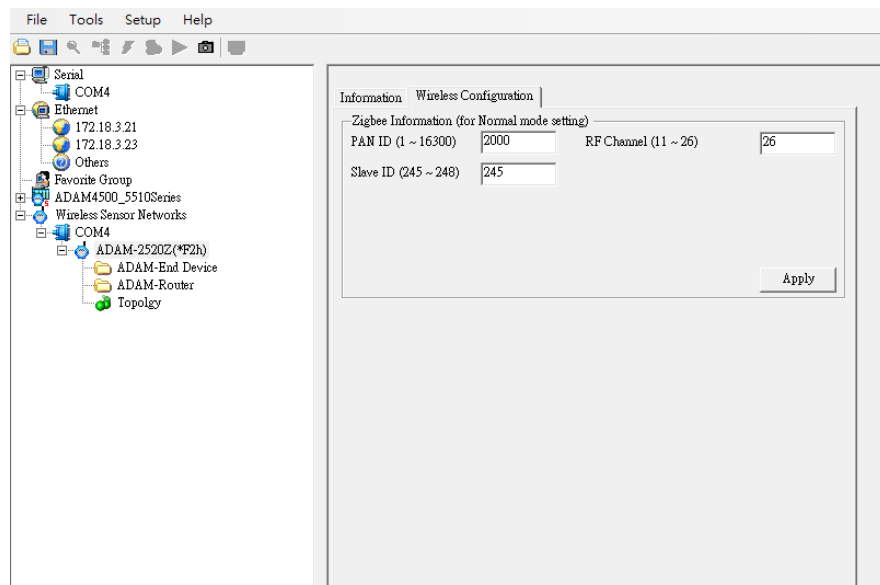 File Tools Setup Help
Serial
COM4
Ethernet
172.18.3.21
172.18.3.23
Others
Favorite Group
ADAM4500_5510Series
Wireless Sensor Networks
COM4
ADAM-2520Z(*F2h)
ADAM-End Device
ADAM-Router
Topolgy
Information Wireless Configuration
Zigbee Information (for Normal mode setting)
PAN ID (1 ~ 16300) 2000 RF Channel (11 ~ 26) 26
Slave ID (245 ~ 248) 245
Apply